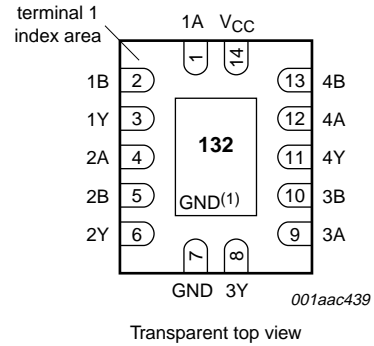 terminal 1
index area
1A VCC
1 14
1B 2 13 4B
1Y 3 12 4A
132
2A 4 11 4Y
2B 5 10 3B
GND(1)
2Y 6 9 3A
7 8
GND 3Y
001aac439
Transparent top view